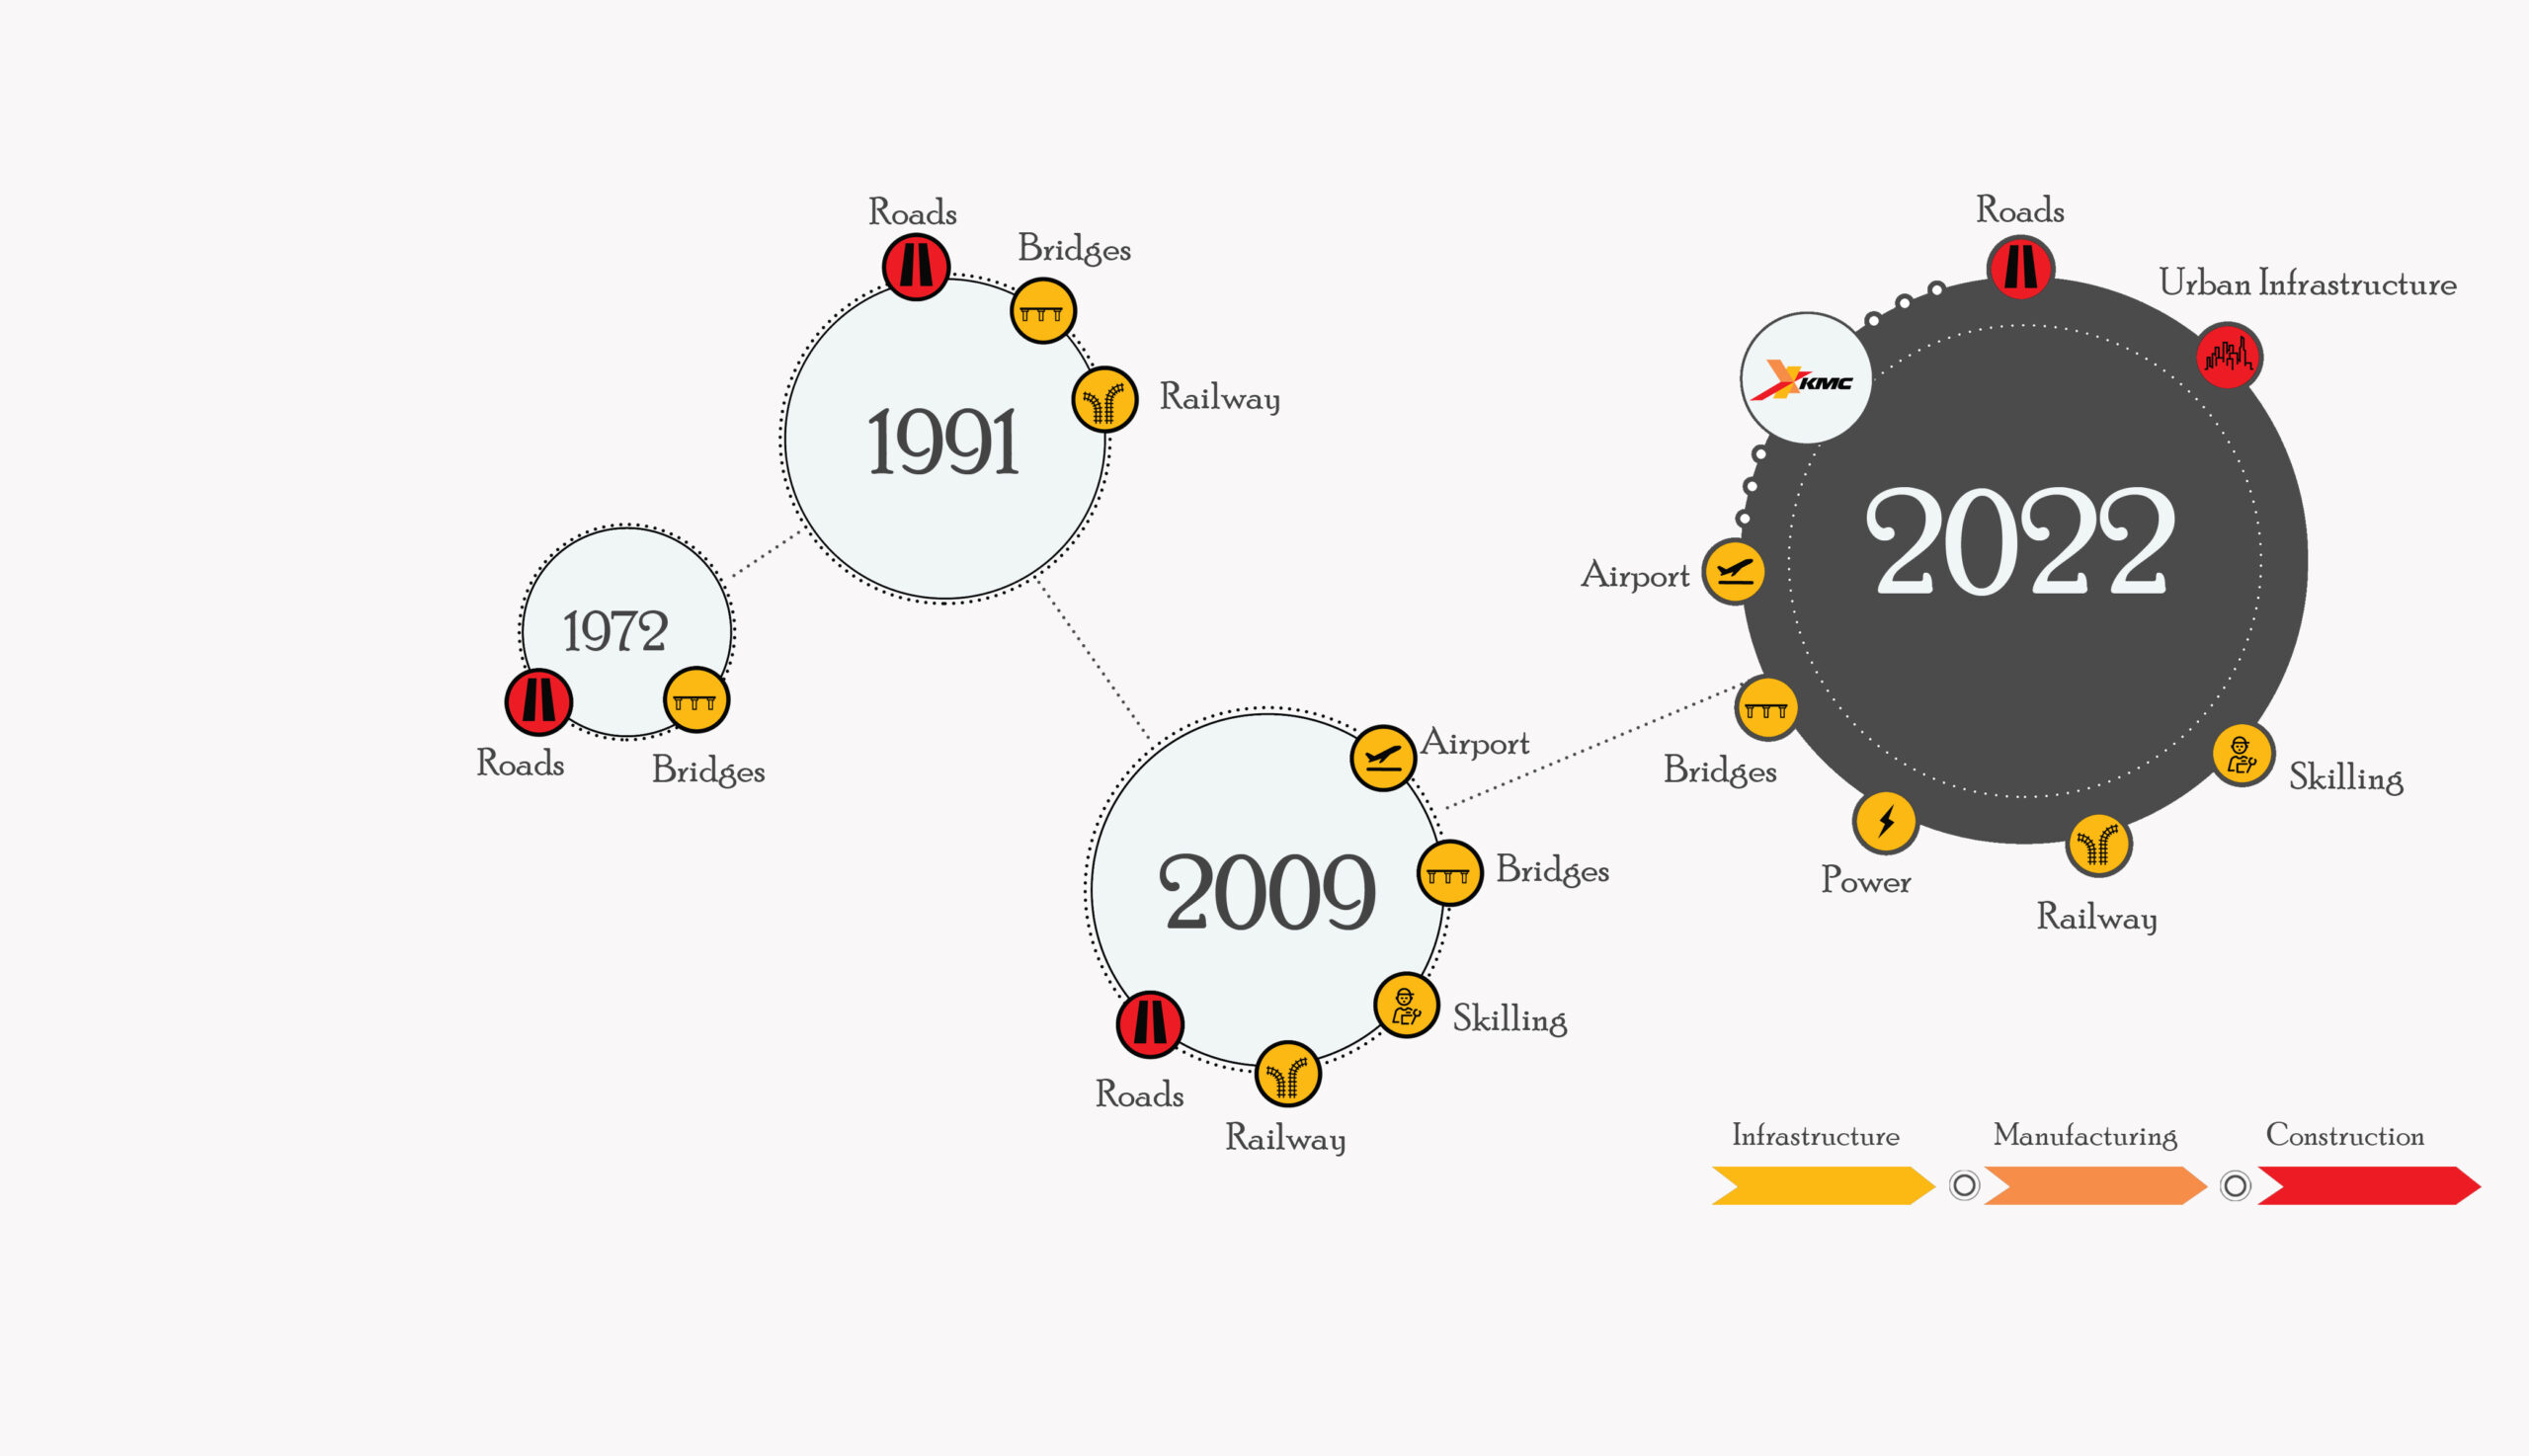 1972
Roads
Bridges
1991
Roads
Bridges
Railway
2009
Airport
Bridges
Skilling
Railway
Roads
2022
KMC
Roads
Urban Infrastructure
Airport
Bridges
Power
Railway
Skilling
Infrastructure
Manufacturing
Construction